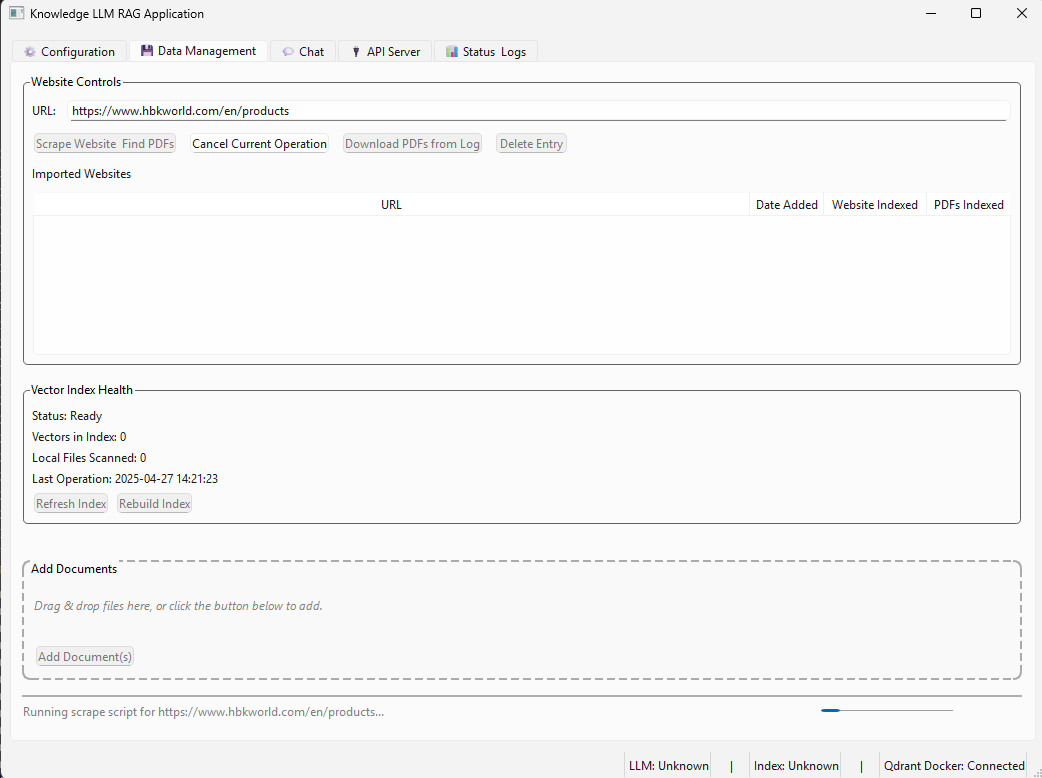 Knowledge LLM RAG Application
Configuration Data Management Chat API Server Status Logs
Website Controls
URL: https://www.hbkworld.com/en/products
Scrape Website Find PDFs Cancel Current Operation Download PDFs from Log Delete Entry
Imported Websites
URL Date Added Website Indexed PDFs Indexed
Vector Index Health
Status: Ready
Vectors in Index: 0
Local Files Scanned: 0
Last Operation: 2025-04-27 14:21:23
Refresh Index Rebuild Index
Add Documents
Drag & drop files here, or click the button below to add.
Add Document(s)
Running scrape script for https://www.hbkworld.com/en/products...
LLM: Unknown | Index: Unknown | Qdrant Docker: Connected